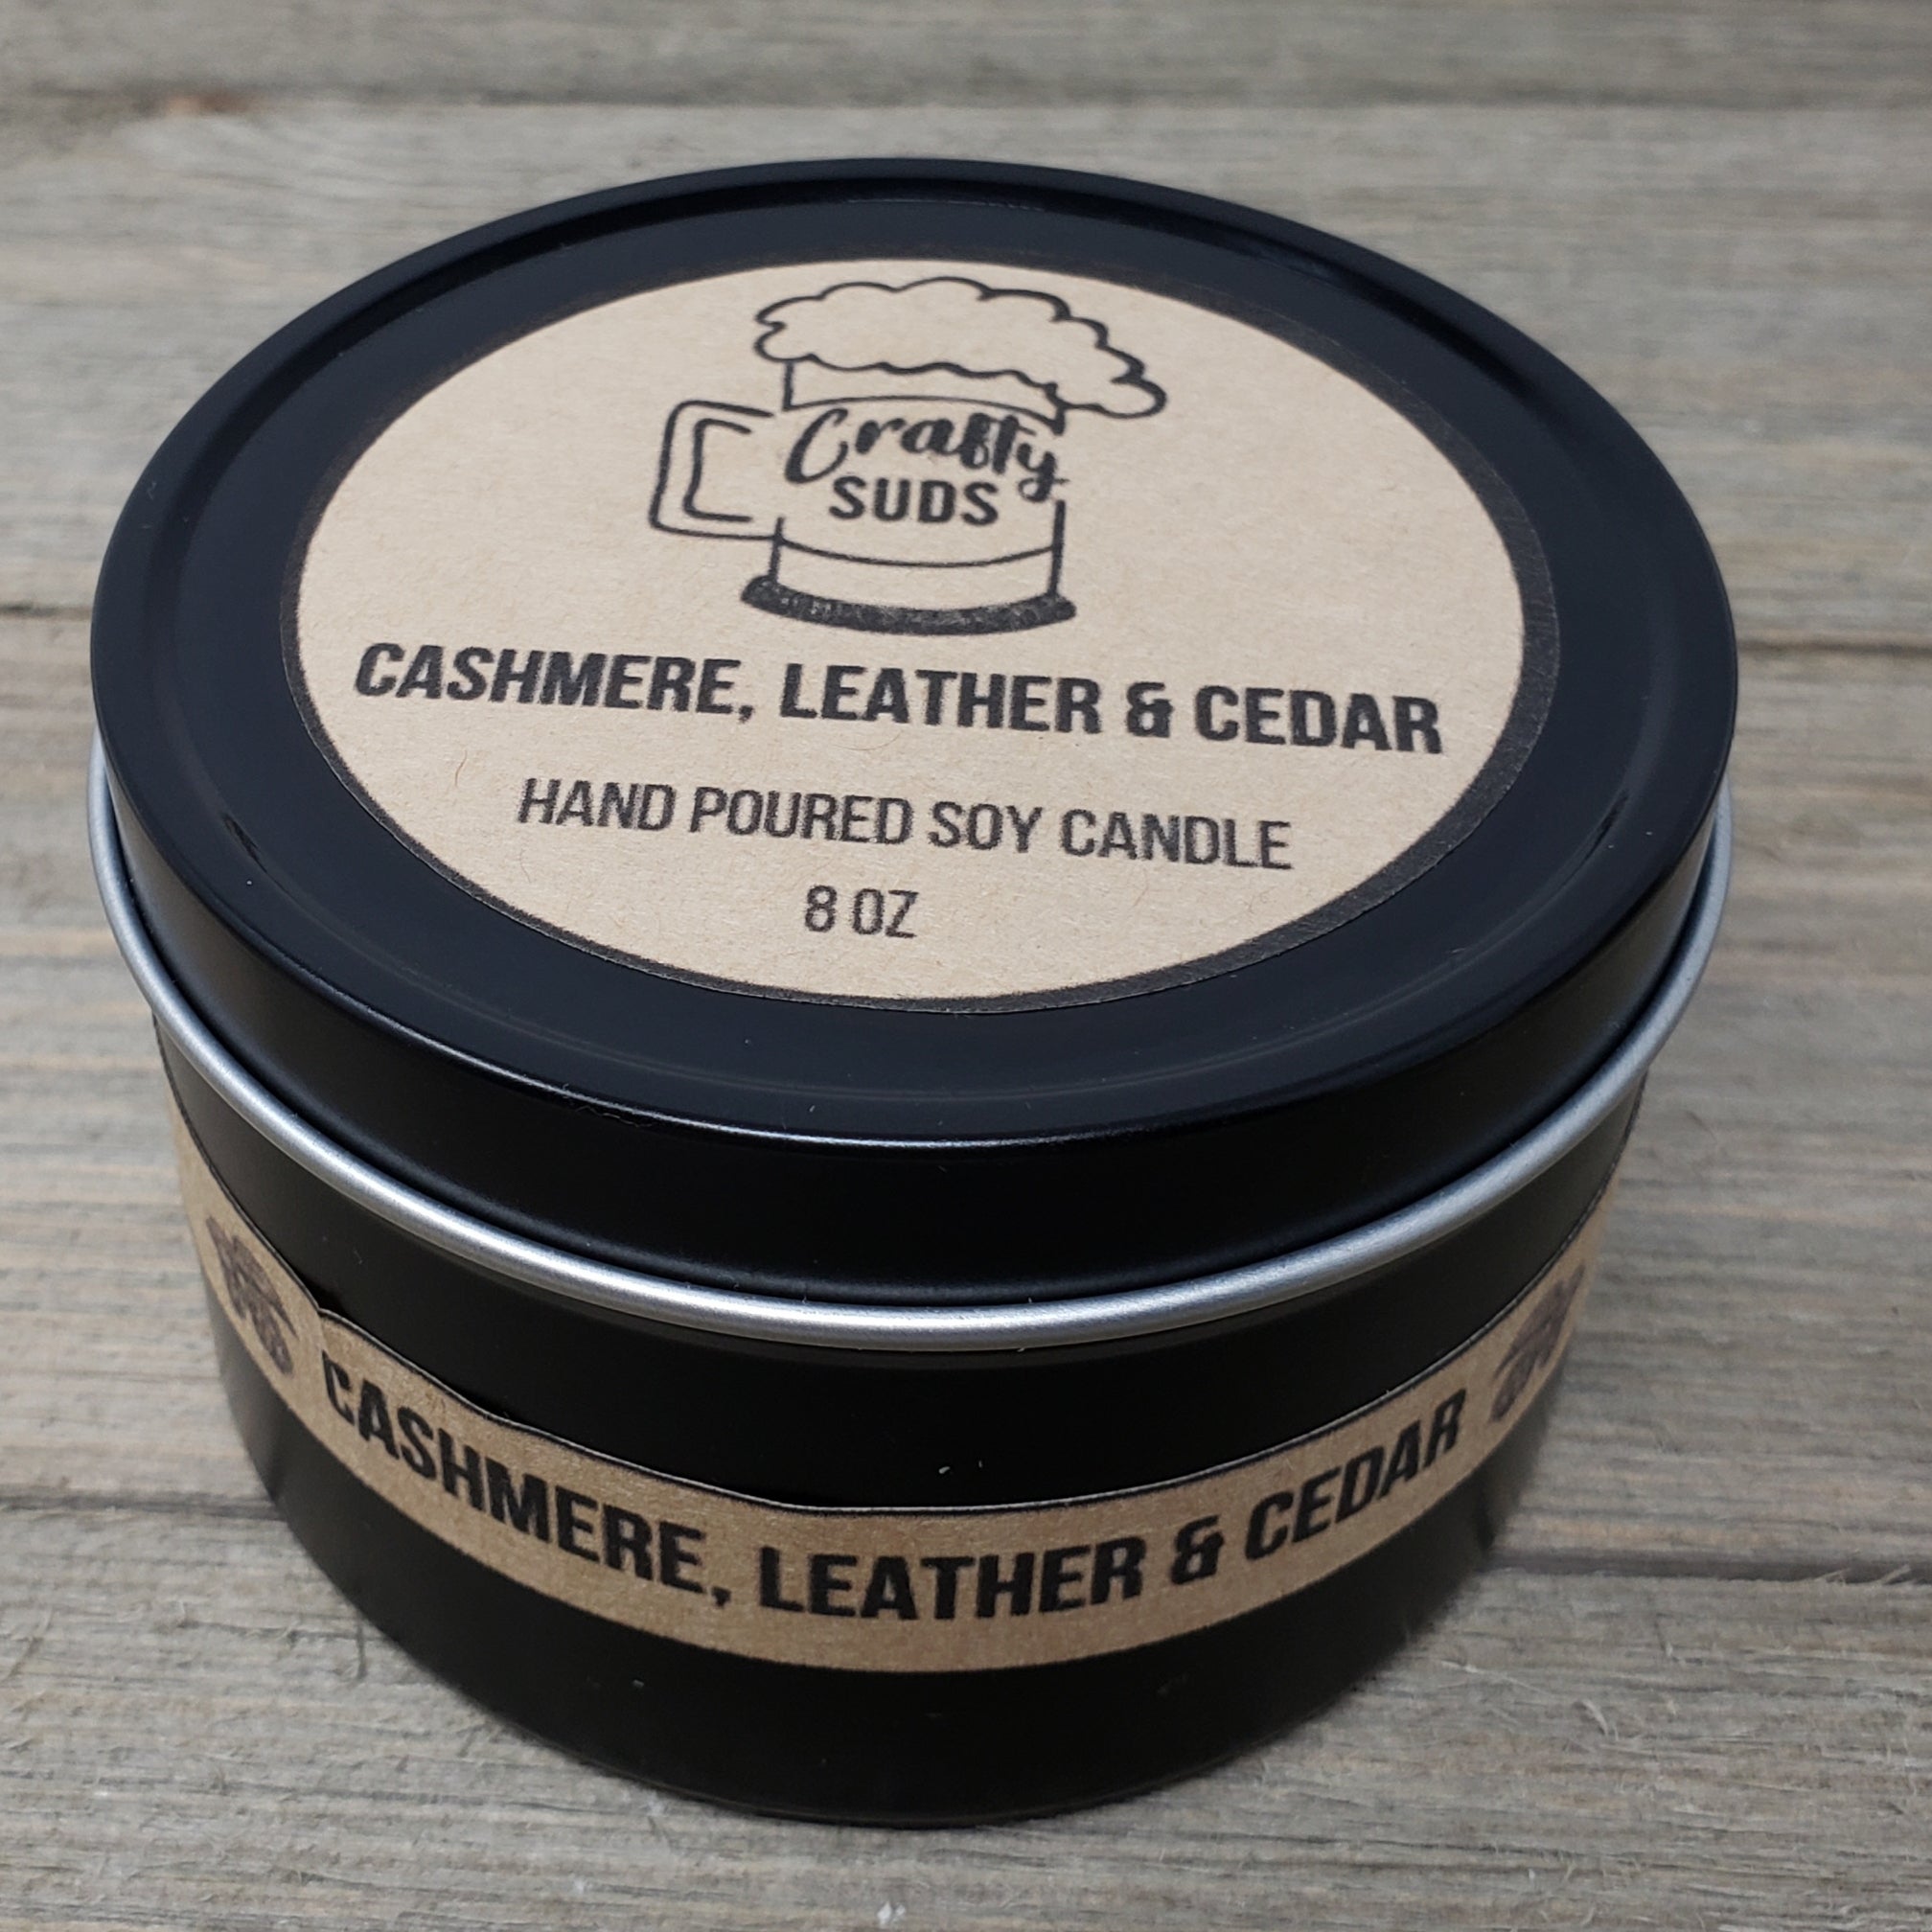 Crafty
SUDS
CASHMERE, LEATHER & CEDAR
HAND POURED SOY CANDLE
8 OZ
CASHMERE, LEATHER & CEDAR